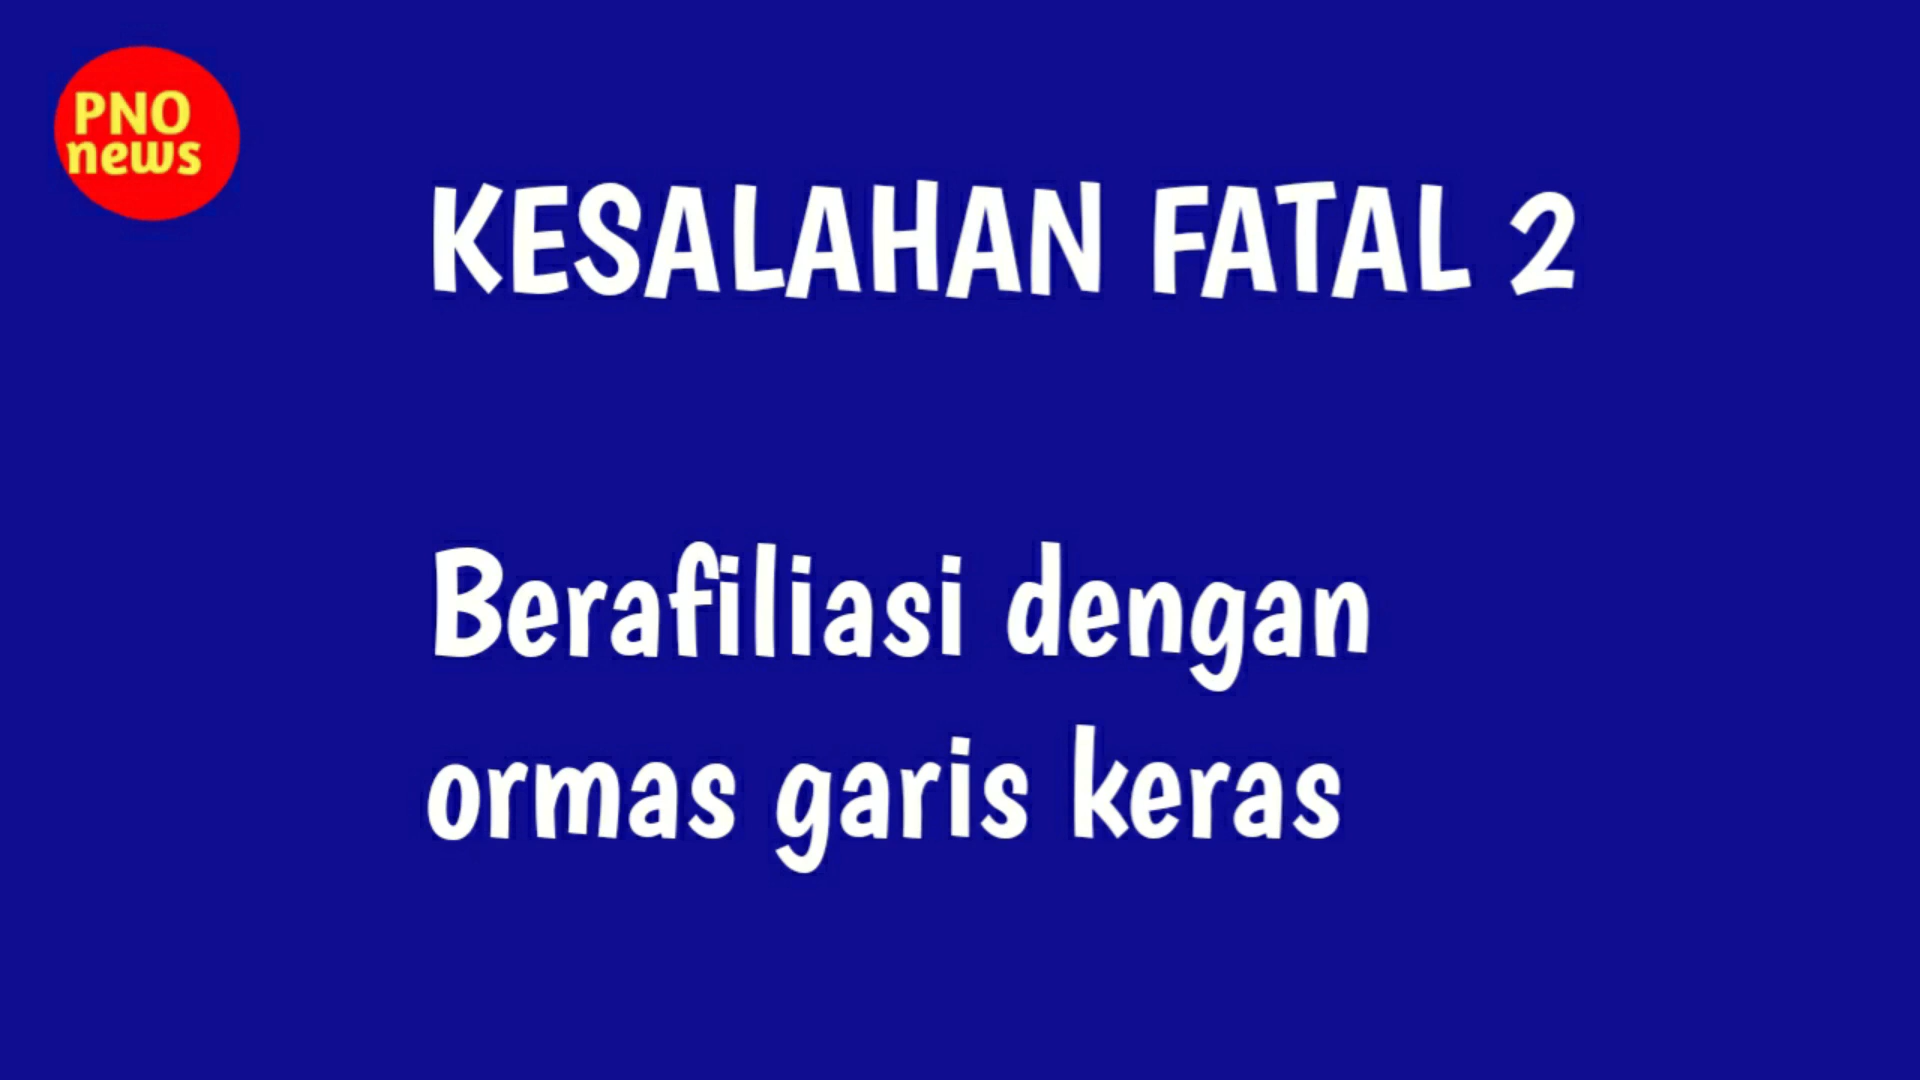 PNO
news
KESALAHAN FATAL 2
Berafiliasi dengan
ormas garis keras